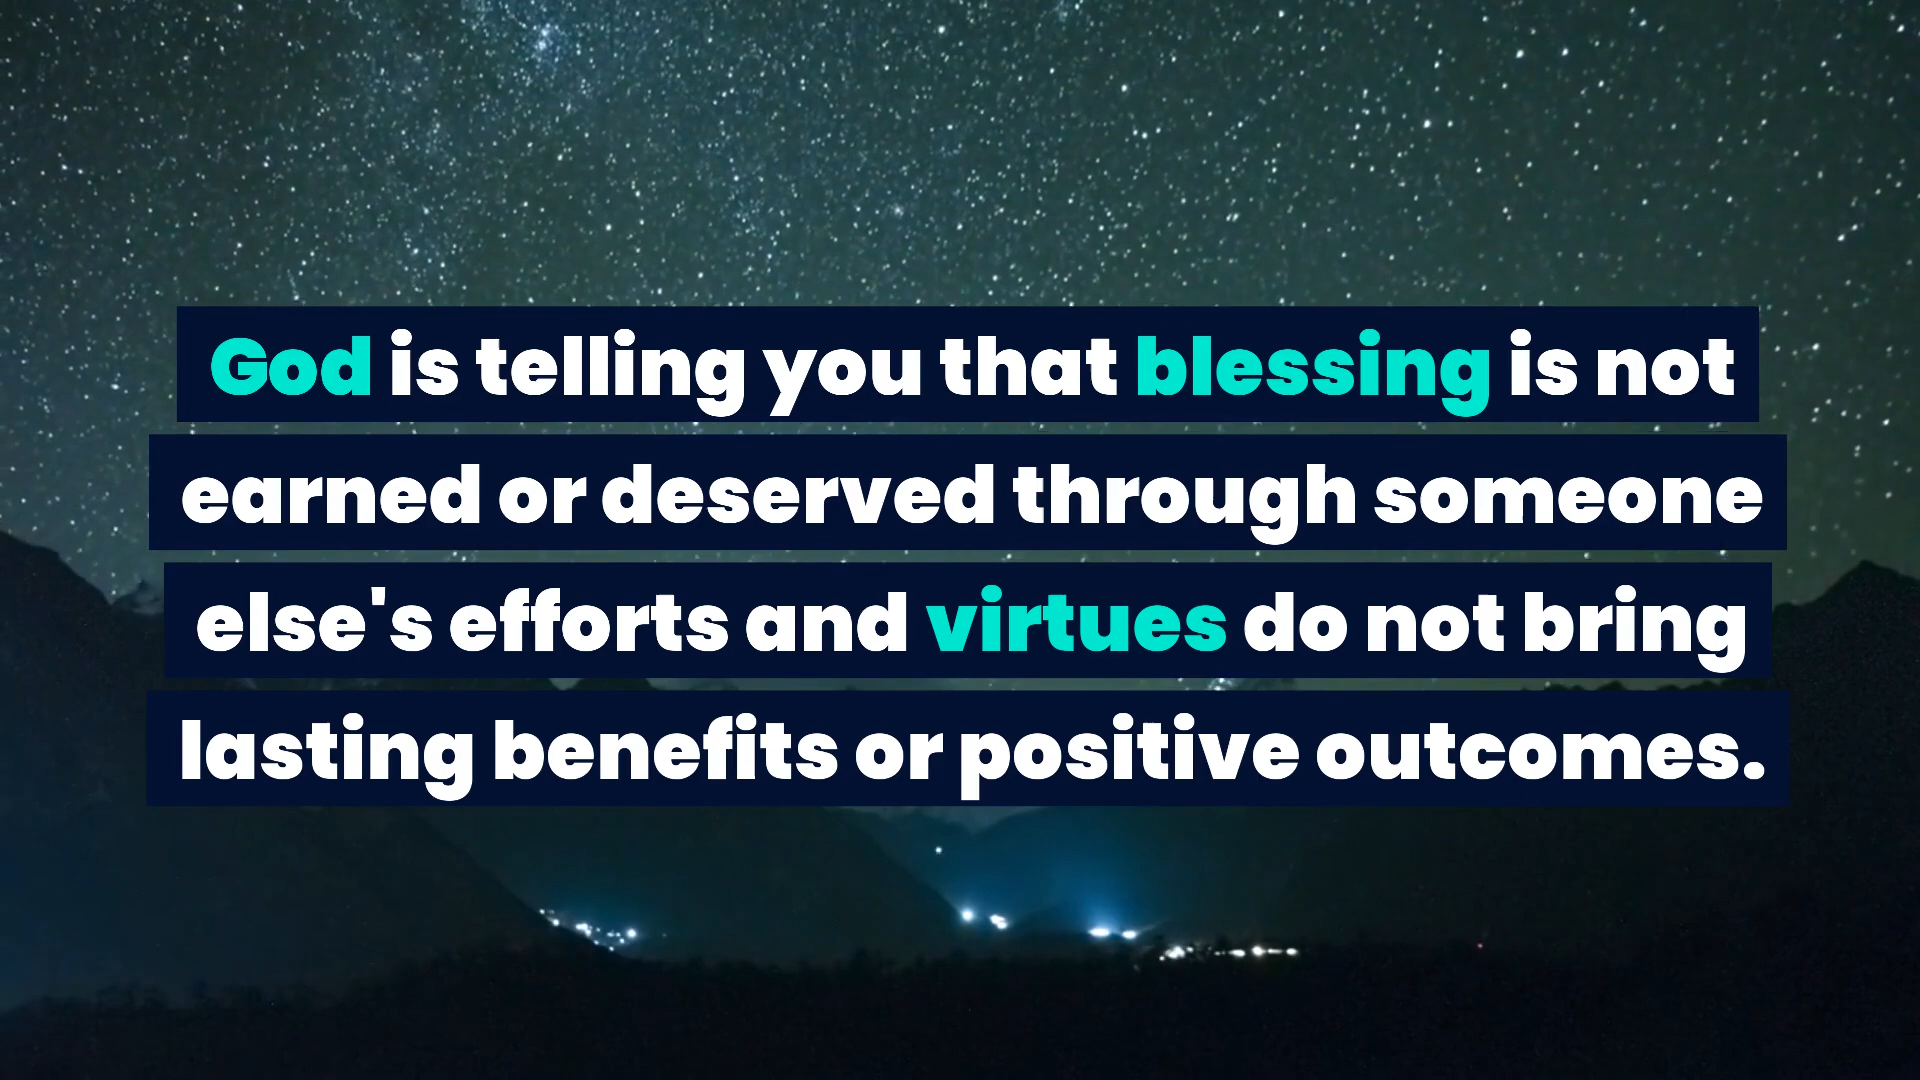 God is telling you that blessing is not
earned or deserved through someone
else's efforts and virtues do not bring
lasting benefits or positive outcomes.